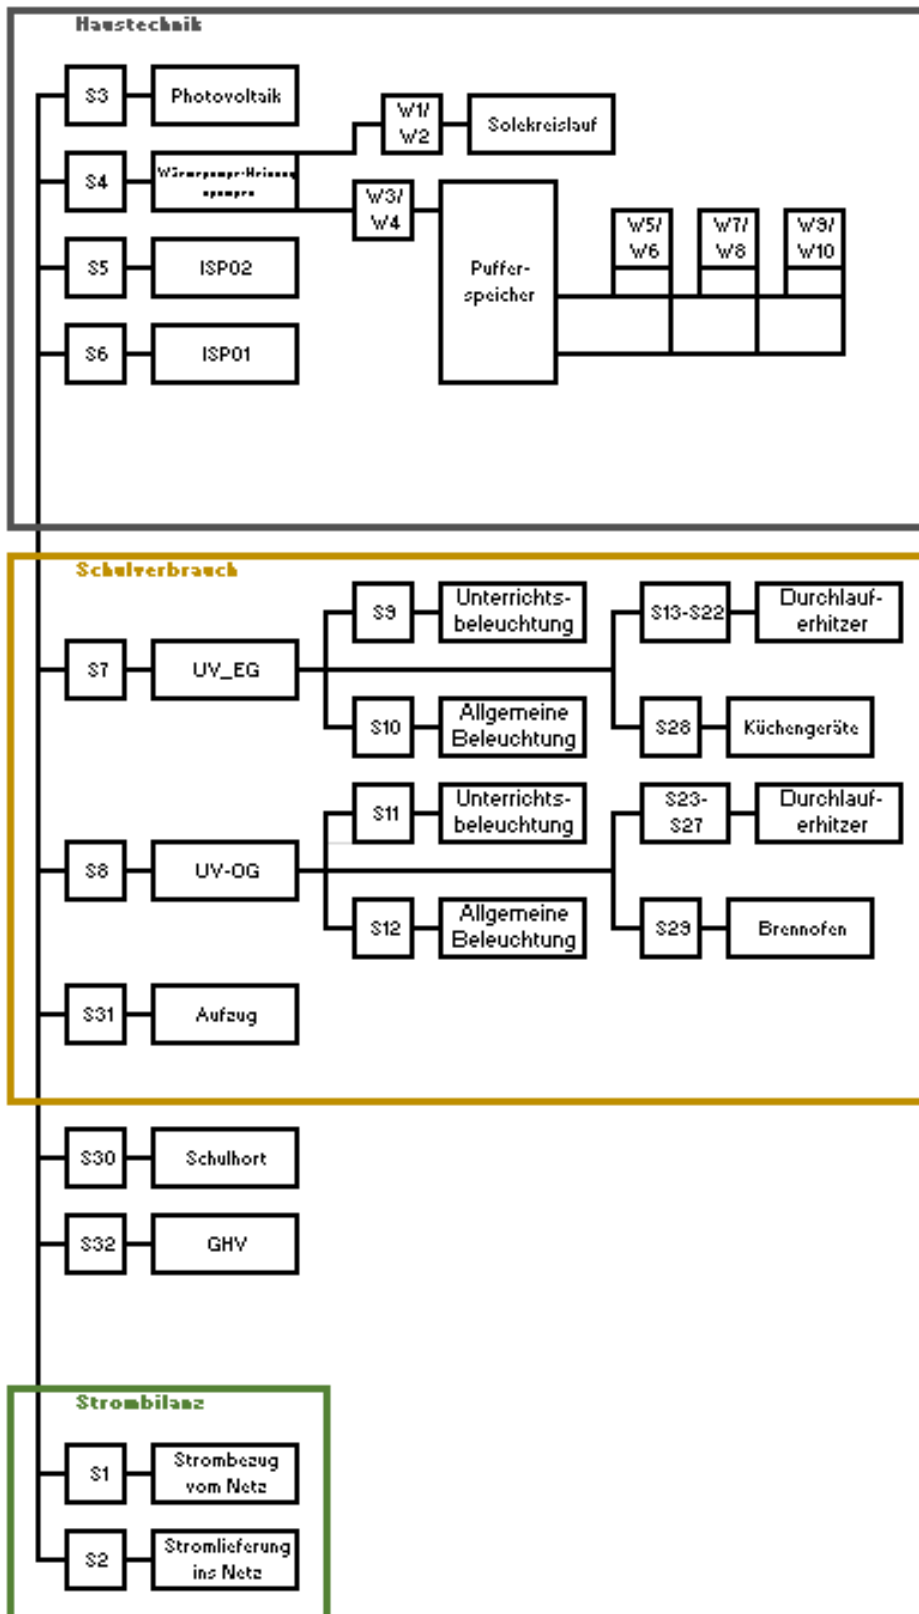 Haustechnik
S3
Photovoltaik
W1/
W2
Solekreislauf
S4
W3/
W4
Puffer-
speicher
W5/
W6
W7/
W8
W9/
W10
S5
ISP02
S6
ISP01
Schulverbrauch
S7
UV_EG
S9
Unterrichts-
beleuchtung
S13-S22
Durchlauf-
erhitzer
S10
Allgemeine
Beleuchtung
S28
Küchengeräte
S8
UV-OG
S11
Unterrichts-
beleuchtung
S23-
S27
Durchlauf-
erhitzer
S12
Allgemeine
Beleuchtung
S29
Brennofen
S31
Aufzug
S30
Schulhort
S32
GHV
Strombilanz
S1
Strombezug
vom Netz
S2
Stromlieferung
ins Netz